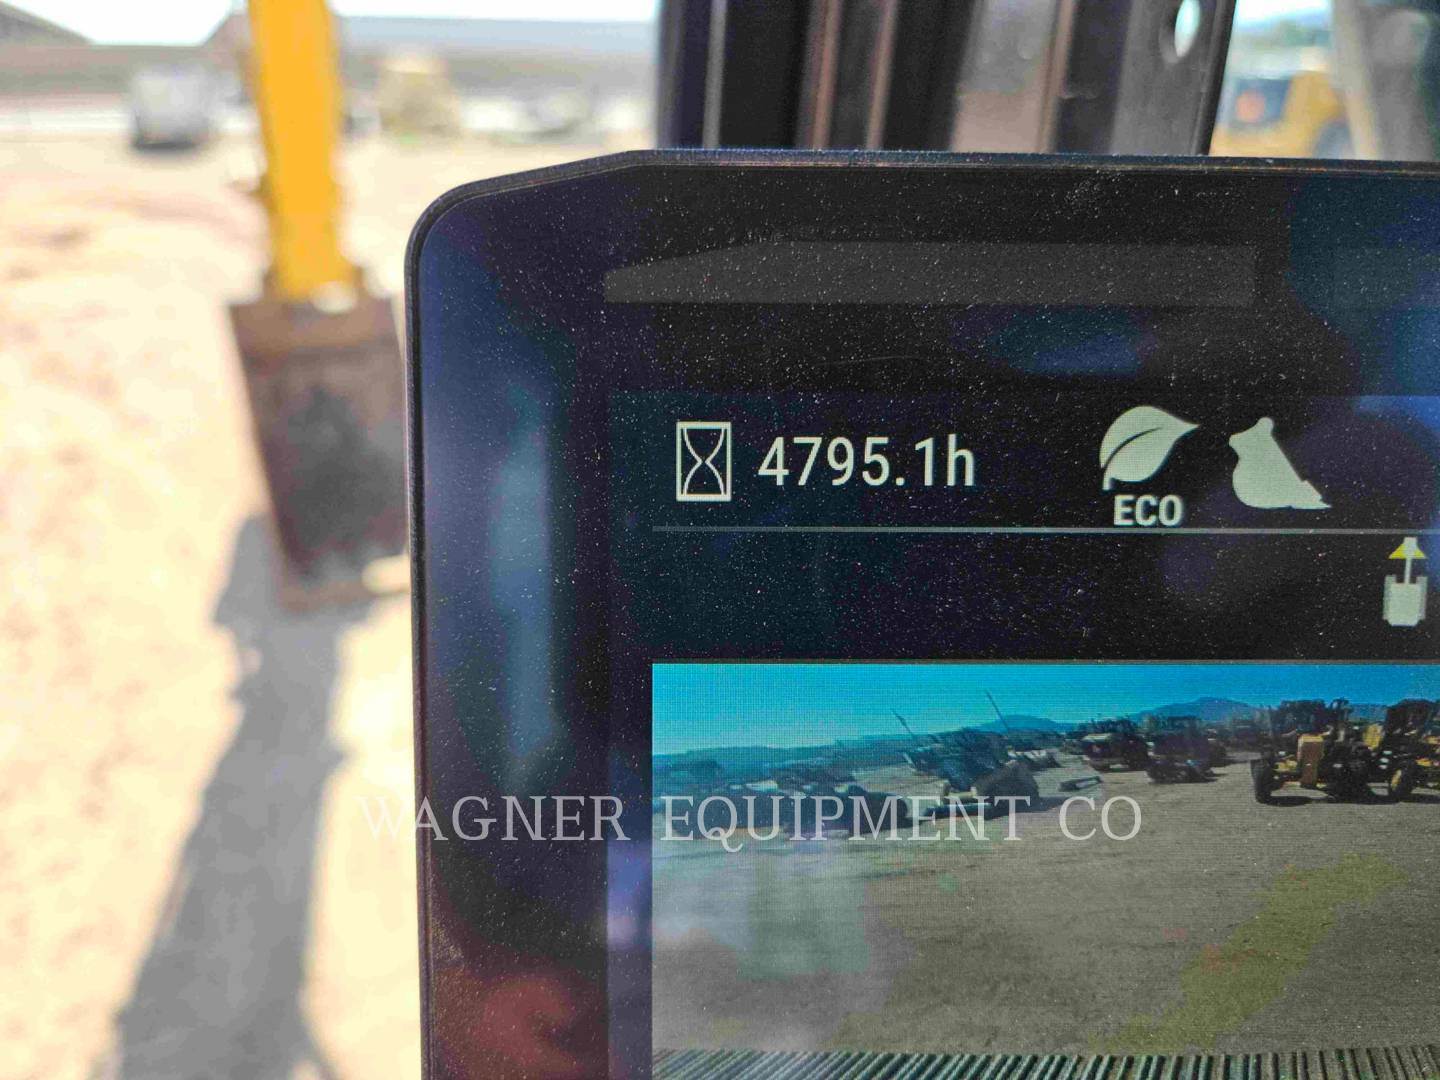 4795.1h
ECO
WAGNER EQUIPMENT CO